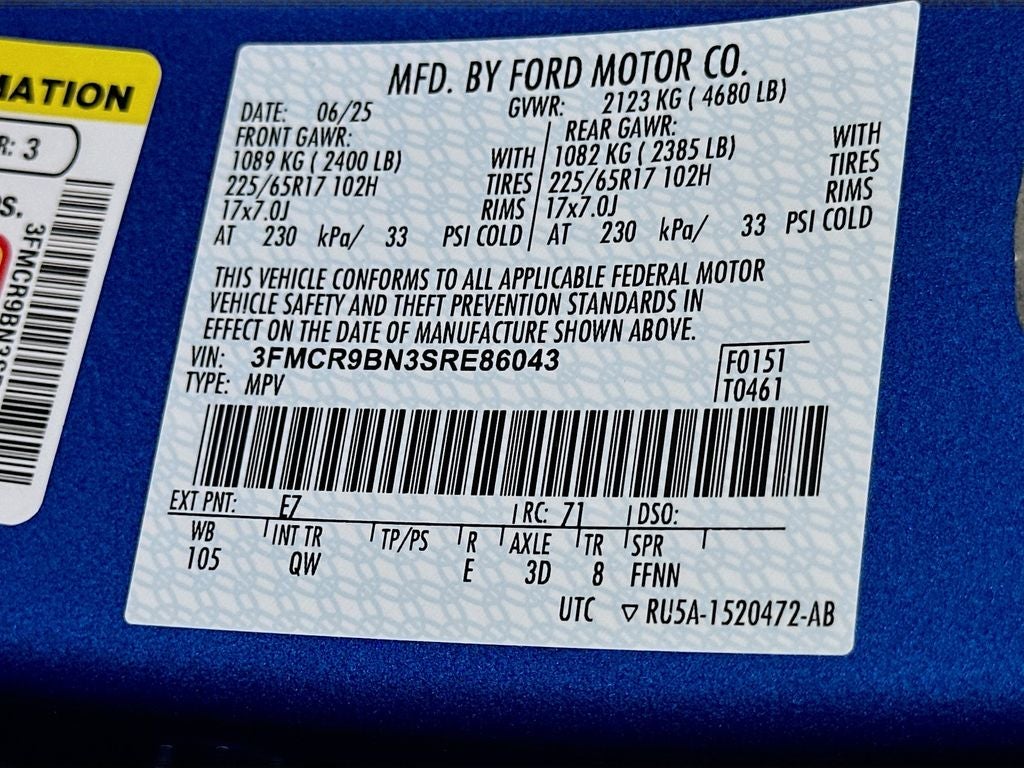 MATION
R: 3
S.
3FMCR9BN3S
MFD. BY FORD MOTOR CO.
DATE: 06/25 GVWR: 2123 KG ( 4680 LB)
FRONT GAWR: REAR GAWR:
1089 KG ( 2400 LB) WITH 1082 KG ( 2385 LB) WITH
225/65R17 102H TIRES 225/65R17 102H TIRES
17x7.0J RIMS 17x7.0J RIMS
AT 230 kPa/ 33 PSI COLD AT 230 kPa/ 33 PSI COLD
THIS VEHICLE CONFORMS TO ALL APPLICABLE FEDERAL MOTOR
VEHICLE SAFETY AND THEFT PREVENTION STANDARDS IN
EFFECT ON THE DATE OF MANUFACTURE SHOWN ABOVE.
VIN: 3FMCR9BN3SRE86043 F0151
TYPE: MPV T0461
EXT PNT: E7 RC: 71 DSO:
WB INT TR TP/PS R AXLE TR SPR
105 QW E 3D 8 FFNN
UTC ▽ RU5A-1520472-AB